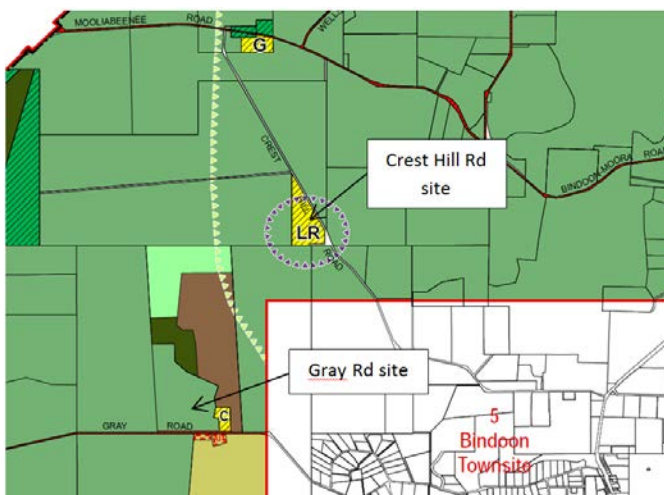 MOOLIABEENEE ROAD
WELLS
G
CREST
Crest Hill Rd
site
BINDOON-MOORA ROAD
LR
ROAD
Gray Rd site
C
GRAY ROAD
5
Bindoon
Townsite